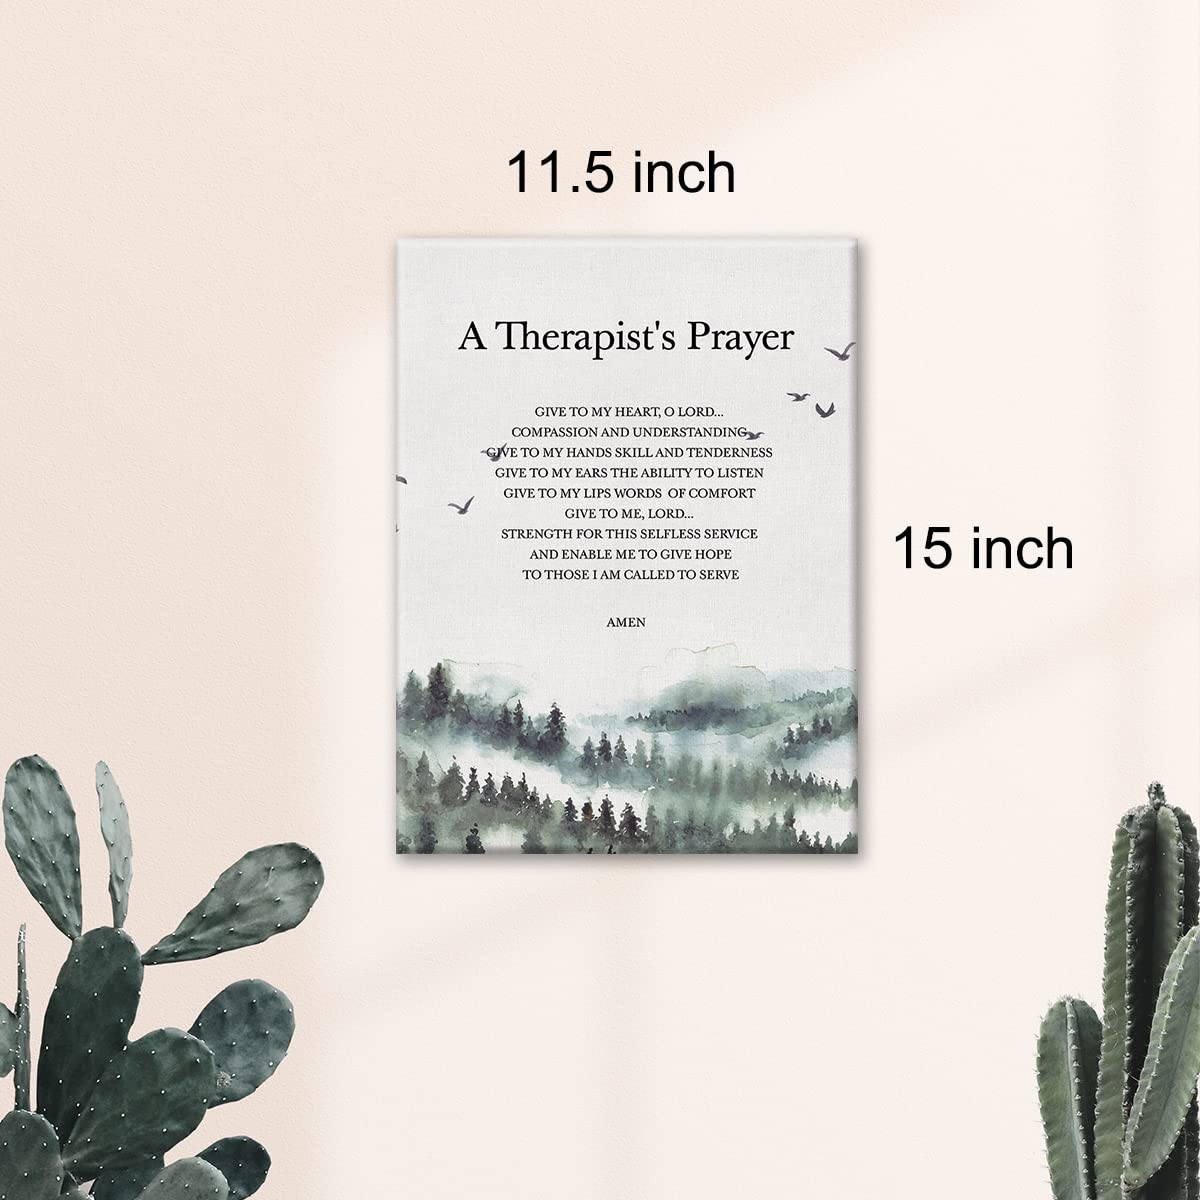 11.5 inch
A Therapist's Prayer
GIVE TO MY HEART, O LORD...
COMPASSION AND UNDERSTANDING
GIVE TO MY HANDS SKILL AND TENDERNESS
GIVE TO MY EARS THE ABILITY TO LISTEN
GIVE TO MY LIPS WORDS OF COMFORT
GIVE TO ME, LORD...
STRENGTH FOR THIS SELFLESS SERVICE
AND ENABLE ME TO GIVE HOPE
TO THOSE I AM CALLED TO SERVE
AMEN
15 inch